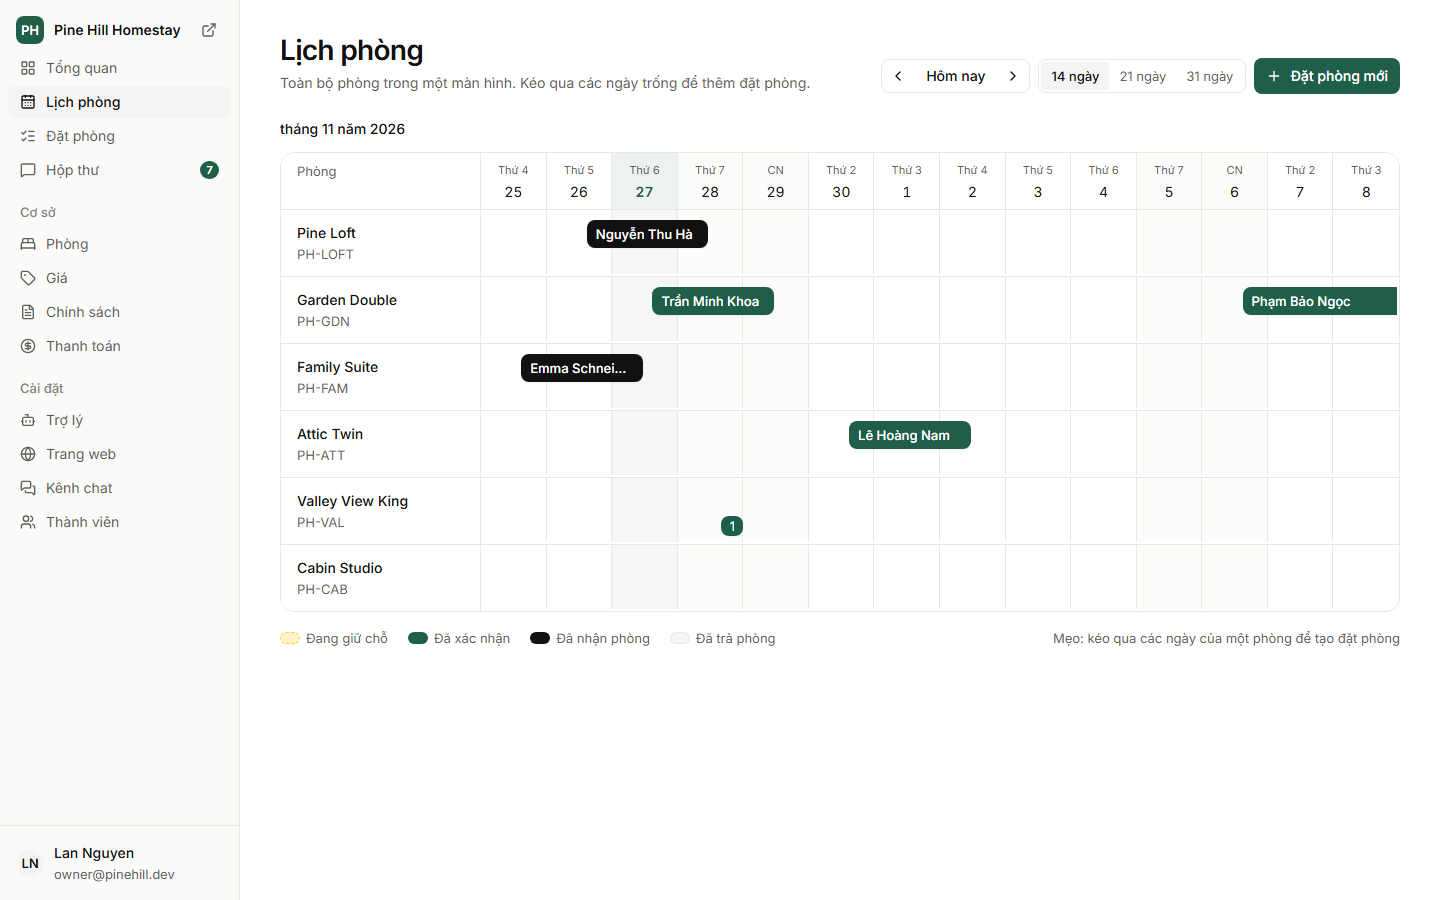 PH Pine Hill Homestay
Tổng quan
Lịch phòng
Đặt phòng
Hộp thư 7
Cơ sở
Phòng
Giá
Chính sách
Thanh toán
Cài đặt
Trợ lý
Trang web
Kênh chat
Thành viên
LN Lan Nguyen
owner@pinehill.dev
Lịch phòng
Toàn bộ phòng trong một màn hình. Kéo qua các ngày trống để thêm đặt phòng.
Hôm nay 14 ngày 21 ngày 31 ngày Đặt phòng mới
tháng 11 năm 2026
Phòng Thứ 4 Thứ 5 Thứ 6 Thứ 7 CN Thứ 2 Thứ 3 Thứ 4 Thứ 5 Thứ 6 Thứ 7 CN Thứ 2 Thứ 3
25 26 27 28 29 30 1 2 3 4 5 6 7 8
Pine Loft Nguyễn Thu Hà
PH-LOFT
Garden Double Trần Minh Khoa Phạm Bảo Ngọc
PH-GDN
Family Suite Emma Schnei...
PH-FAM
Attic Twin Lê Hoàng Nam
PH-ATT
Valley View King
PH-VAL 1
Cabin Studio
PH-CAB
Đang giữ chỗ Đã xác nhận Đã nhận phòng Đã trả phòng Mẹo: kéo qua các ngày của một phòng để tạo đặt phòng